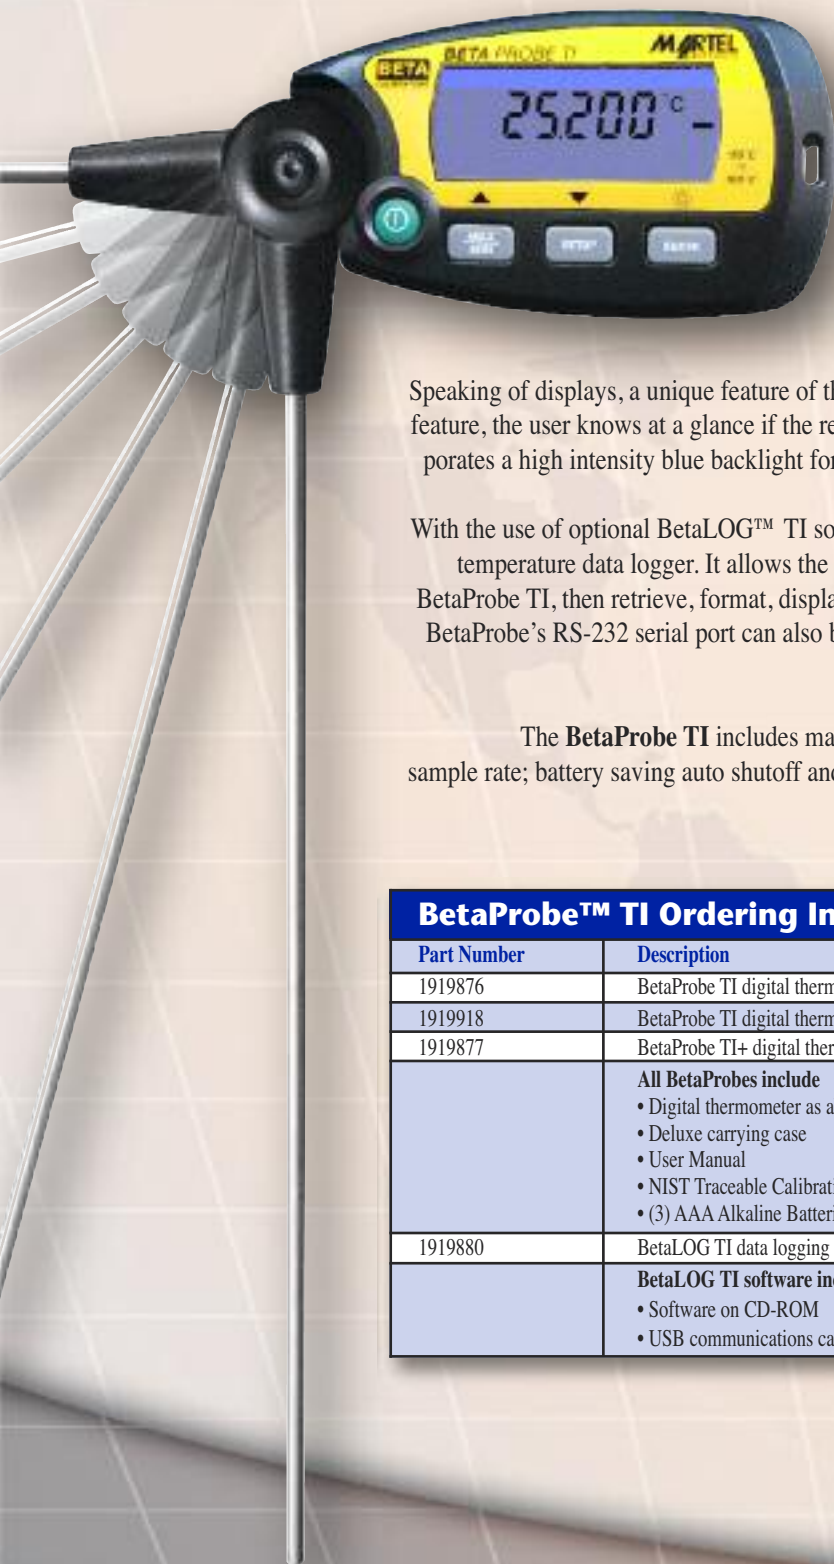 BETA
BETA PROBE TI
MARTEL
25.200 °C
Speaking of displays, a unique feature of th
feature, the user knows at a glance if the re
porates a high intensity blue backlight for
With the use of optional BetaLOG™ TI so
temperature data logger. It allows the
BetaProbe TI, then retrieve, format, displa
BetaProbe's RS-232 serial port can also b
The BetaProbe TI includes ma
sample rate; battery saving auto shutoff and
BetaProbe™ TI Ordering In
Part Number Description
1919876 BetaProbe TI digital therm
1919918 BetaProbe TI digital therm
1919877 BetaProbe TI+ digital ther
All BetaProbes include
• Digital thermometer as a
• Deluxe carrying case
• User Manual
• NIST Traceable Calibrati
• (3) AAA Alkaline Batteri
1919880 BetaLOG TI data logging
BetaLOG TI software inc
• Software on CD-ROM
• USB communications ca